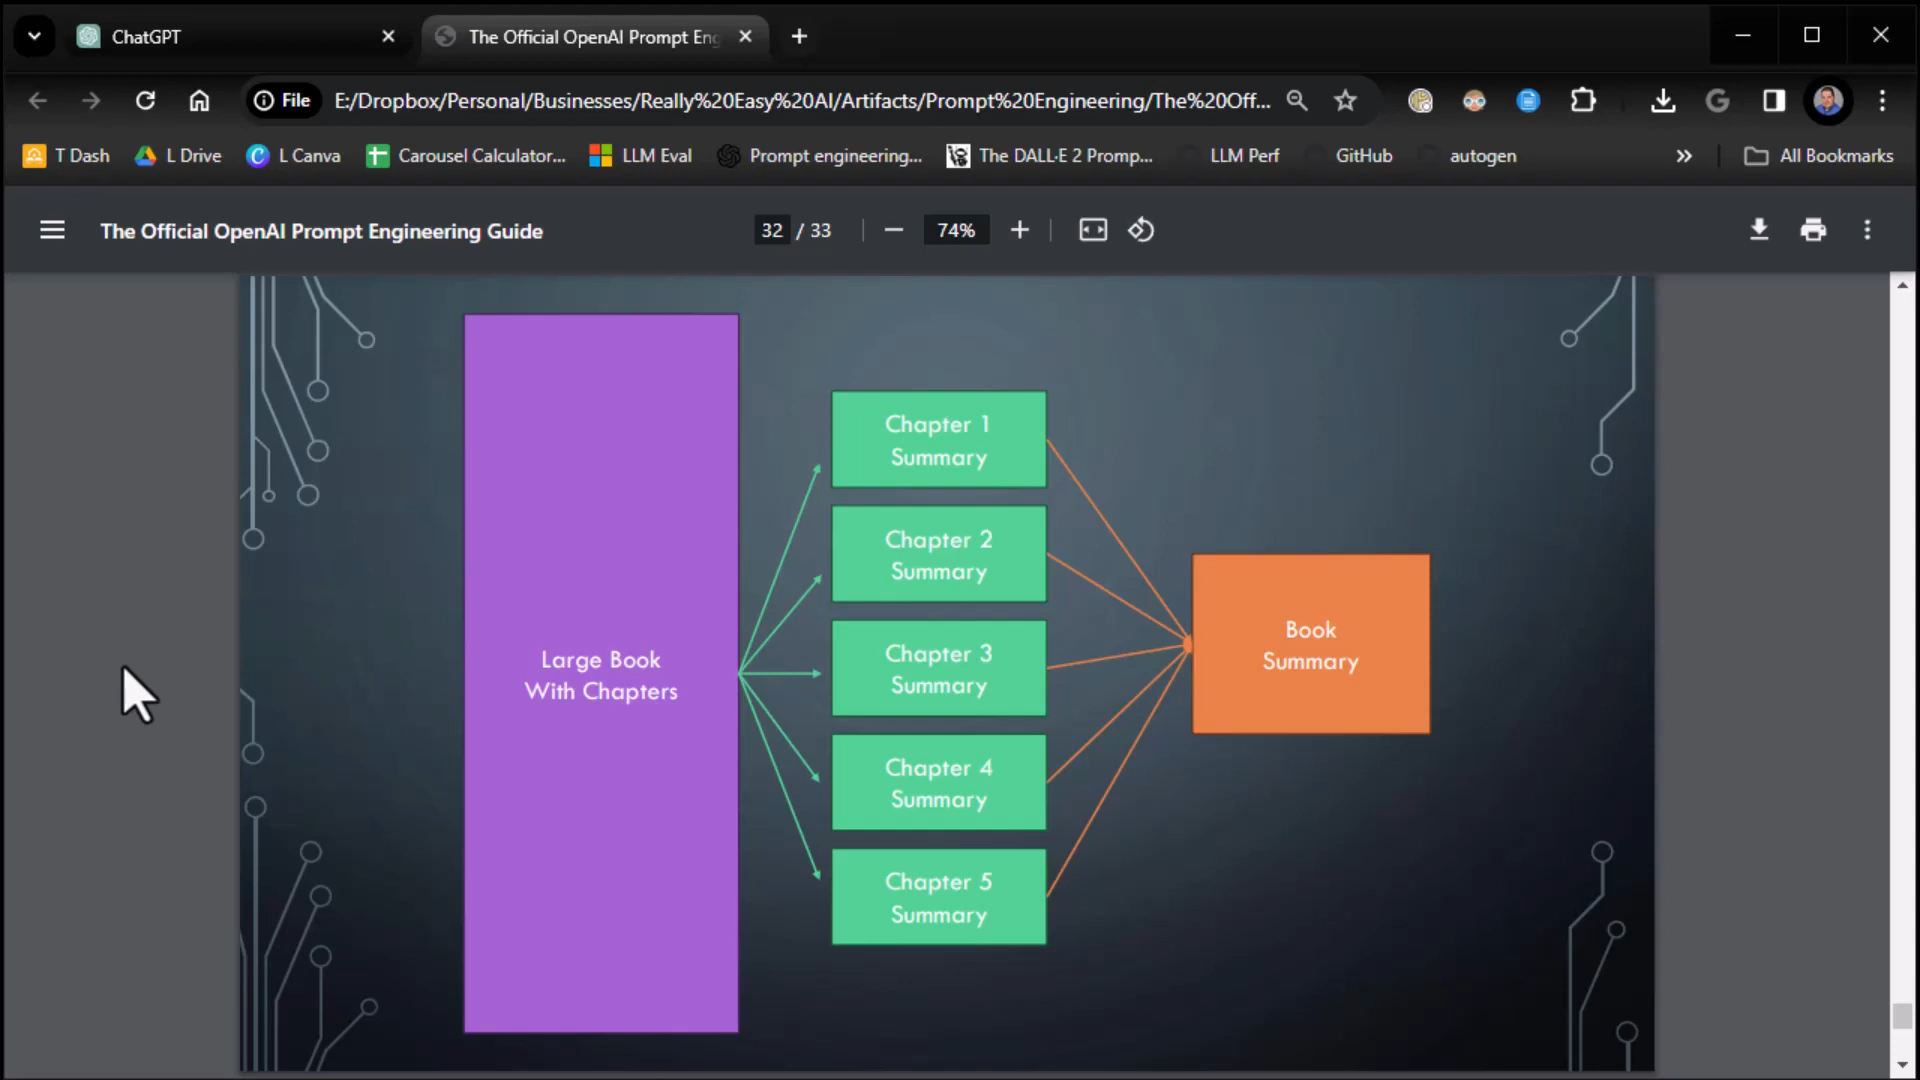 ChatGPT
The Official OpenAI Prompt Eng
File
E:/Dropbox/Personal/Businesses/Really%20Easy%20AI/Artifacts/Prompt%20Engineering/The%20Off...
T Dash
L Drive
L Canva
Carousel Calculator...
LLM Eval
Prompt engineering...
The DALL·E 2 Promp...
LLM Perf
GitHub
autogen
All Bookmarks
The Official OpenAI Prompt Engineering Guide
32 / 33
74%
Large Book
With Chapters
Chapter 1
Summary
Chapter 2
Summary
Chapter 3
Summary
Chapter 4
Summary
Chapter 5
Summary
Book
Summary